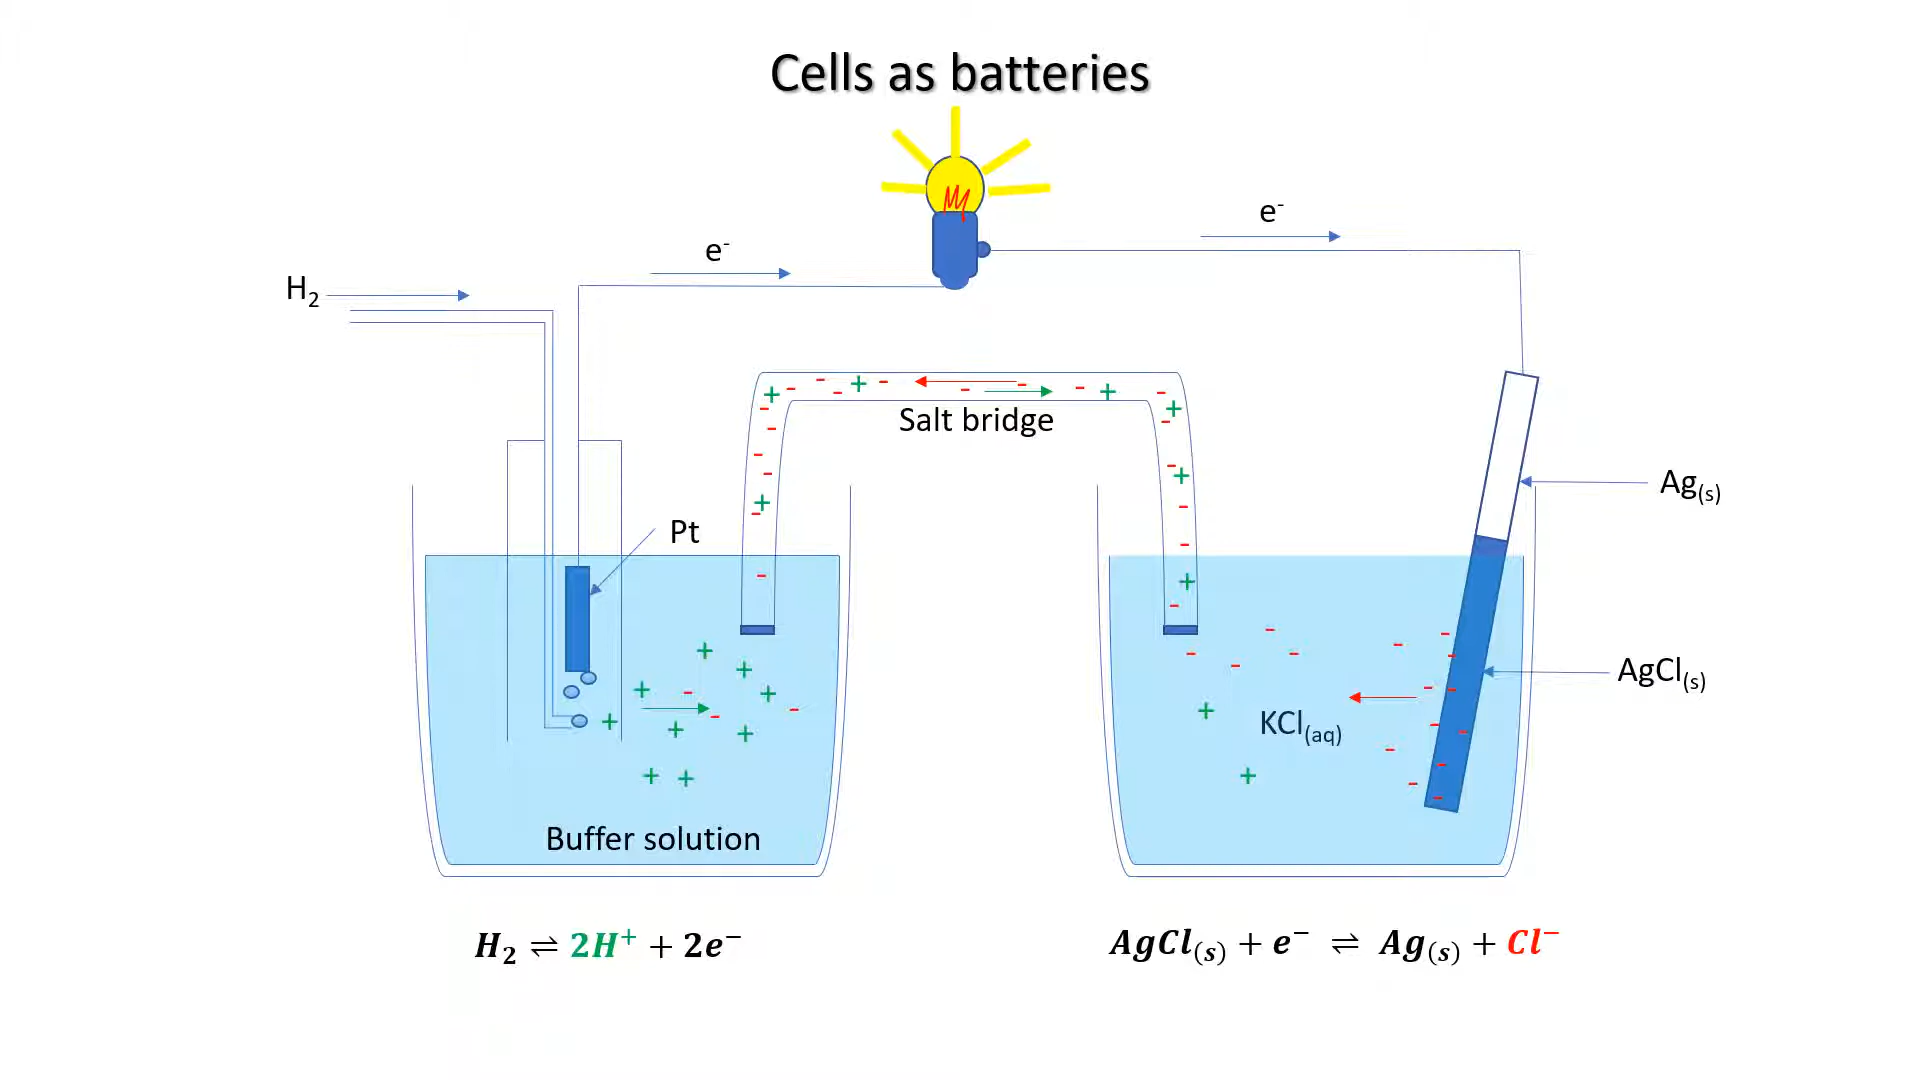 Cells as batteries
e⁻
e⁻
H₂
Salt bridge
Ag₍s₎
Pt
AgCl₍s₎
KCl₍aq₎
Buffer solution
H₂ ⇌ 2H⁺ + 2e⁻
AgCl₍s₎ + e⁻ ⇌ Ag₍s₎ + Cl⁻